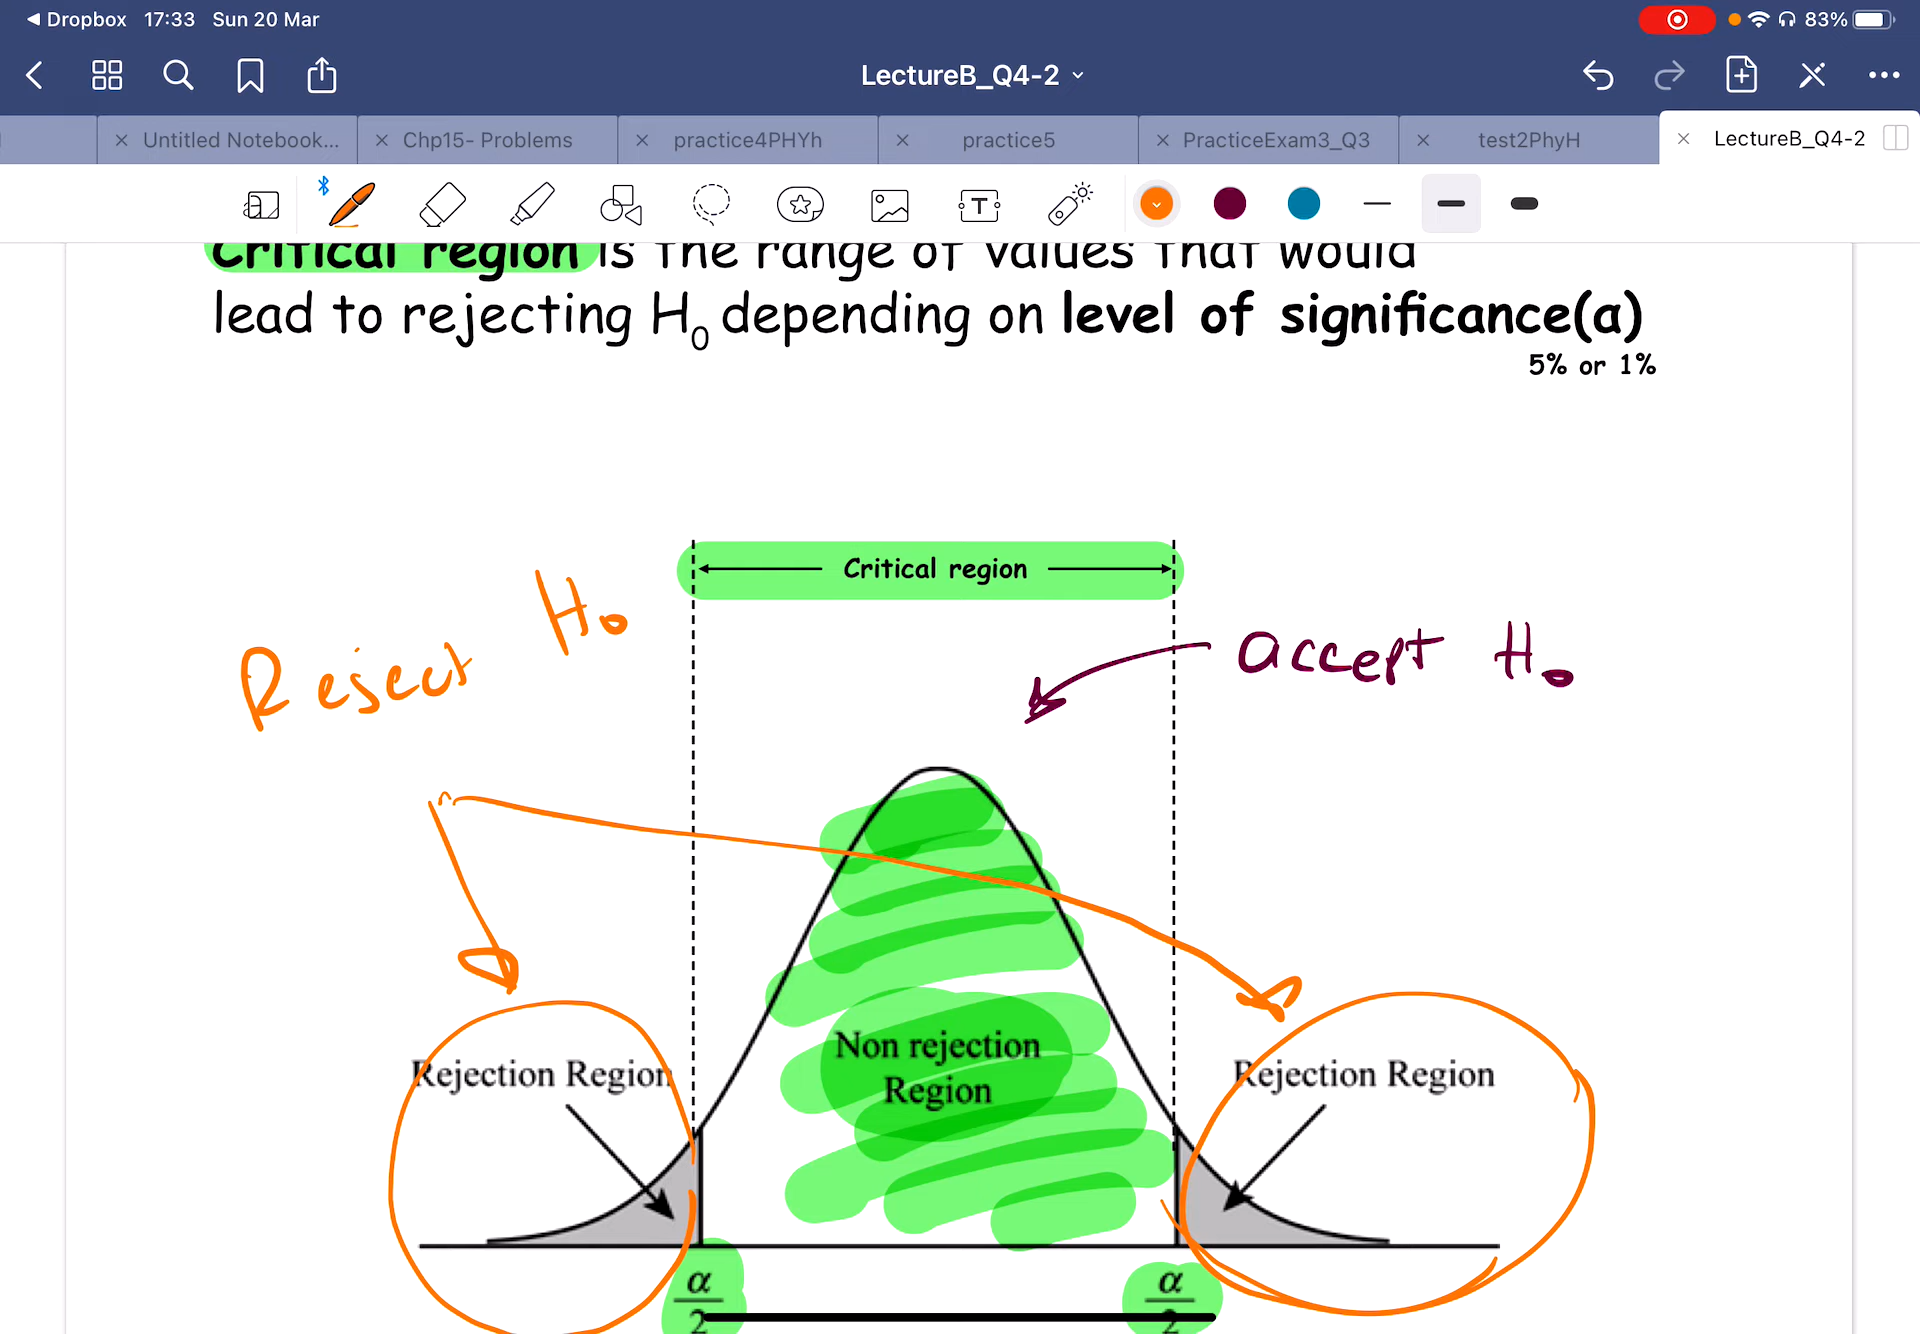 Dropbox 17:33 Sun 20 Mar 83%
LectureB_Q4-2
Untitled Notebook... Chp15- Problems practice4PHYh practice5 PracticeExam3_Q3 test2PhyH LectureB_Q4-2
Critical region is the range of values that would
lead to rejecting H₀ depending on level of significance(α)
5% or 1%
Critical region
Reject H₀
accept H₀
Non rejection
Region
Rejection Region
Rejection Region
α/2
α/2